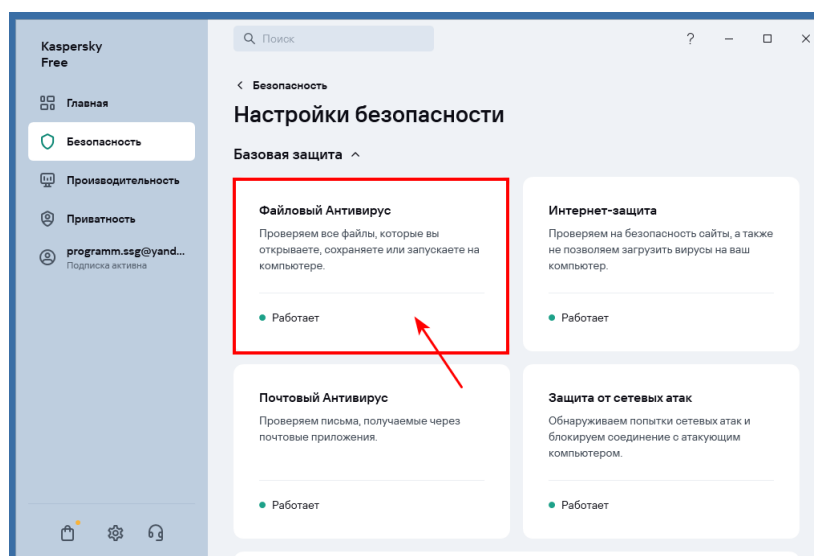 Kaspersky
Free
Поиск
Главная
Безопасность
Производительность
Приватность
programm.ssg@yand...
Подписка активна
Безопасность
Настройки безопасности
Базовая защита
Файловый Антивирус
Проверяем все файлы, которые вы
открываете, сохраняете или запускаете на
компьютере.
Работает
Интернет-защита
Проверяем на безопасность сайты, а также
не позволяем загрузить вирусы на ваш
компьютер.
Работает
Почтовый Антивирус
Проверяем письма, получаемые через
почтовые приложения.
Работает
Защита от сетевых атак
Обнаруживаем попытки сетевых атак и
блокируем соединение с атакующим
компьютером.
Работает